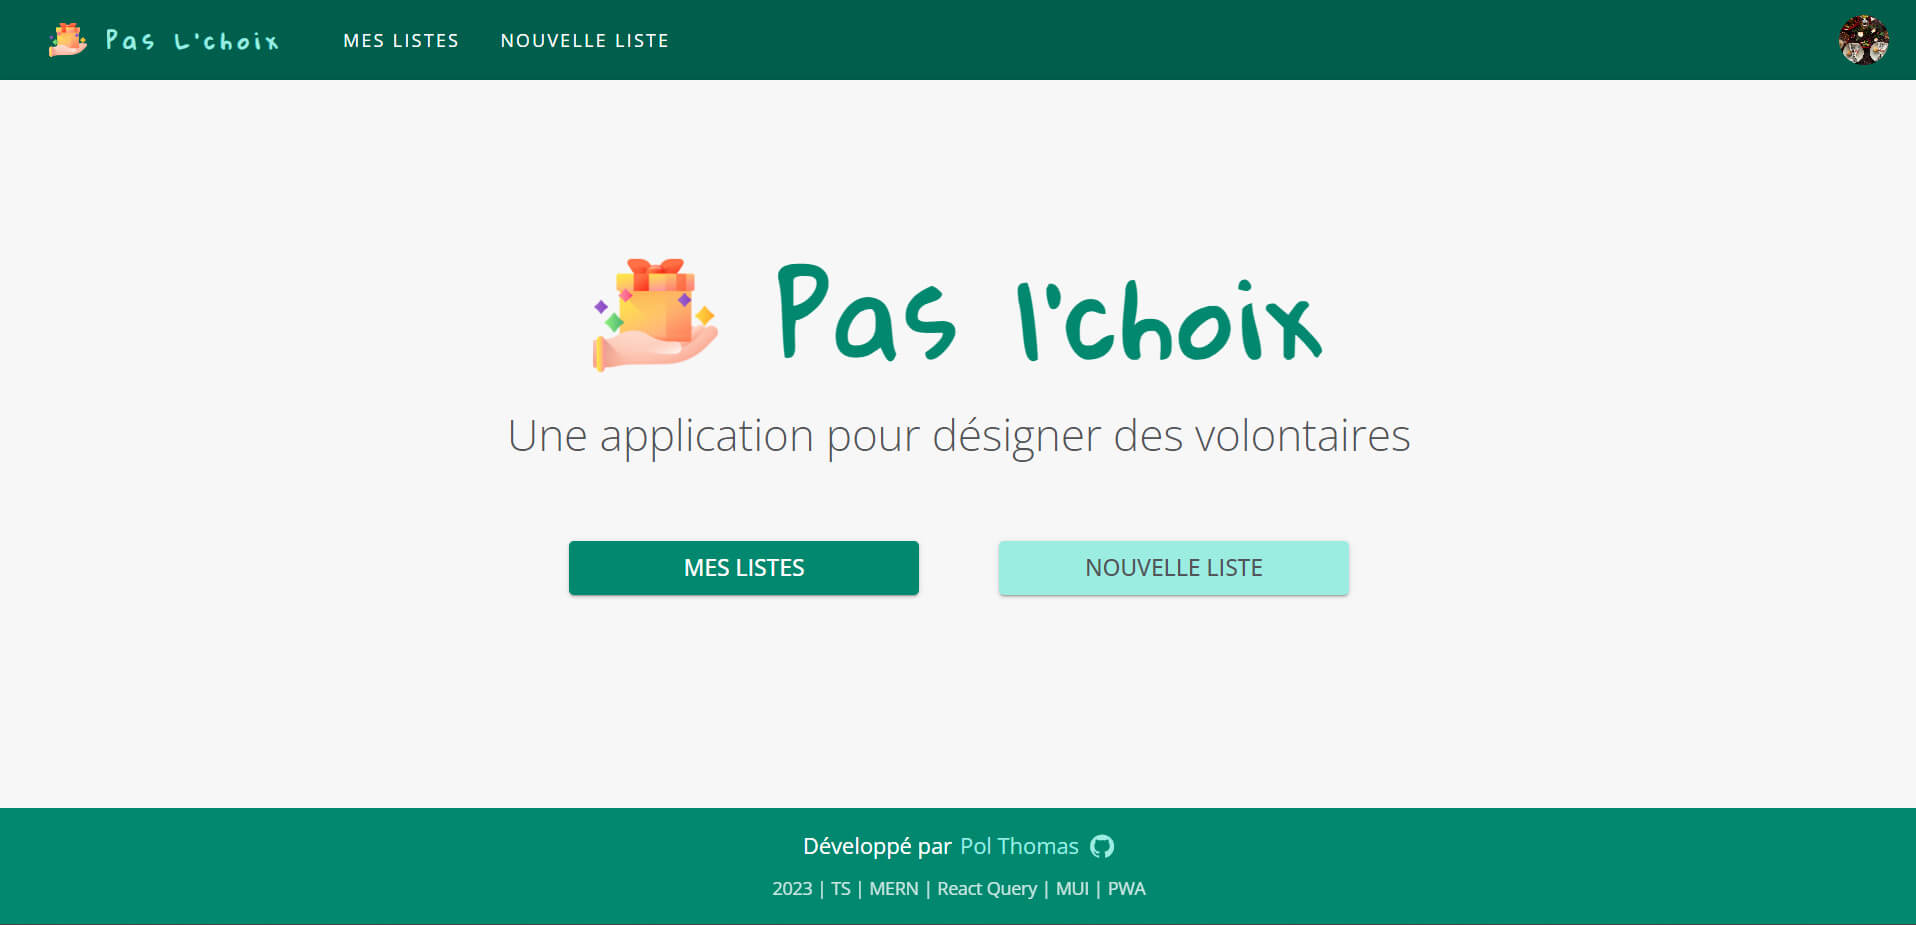 Pas L'choix MES LISTES NOUVELLE LISTE
Pas l'choix
Une application pour désigner des volontaires
MES LISTES NOUVELLE LISTE
Développé par Pol Thomas
2023 | TS | MERN | React Query | MUI | PWA